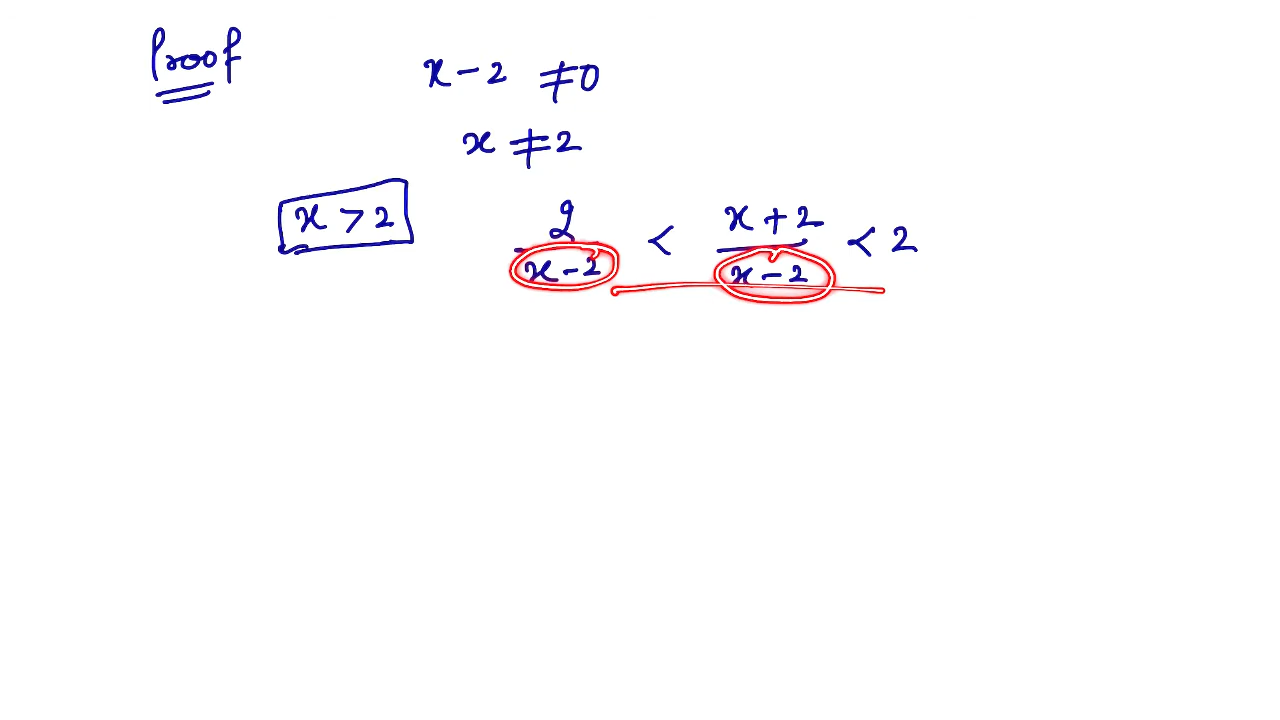 Proof
x - 2 ≠ 0
x ≠ 2
x > 2
2/(x - 2) < (x + 2)/(x - 2) < 2